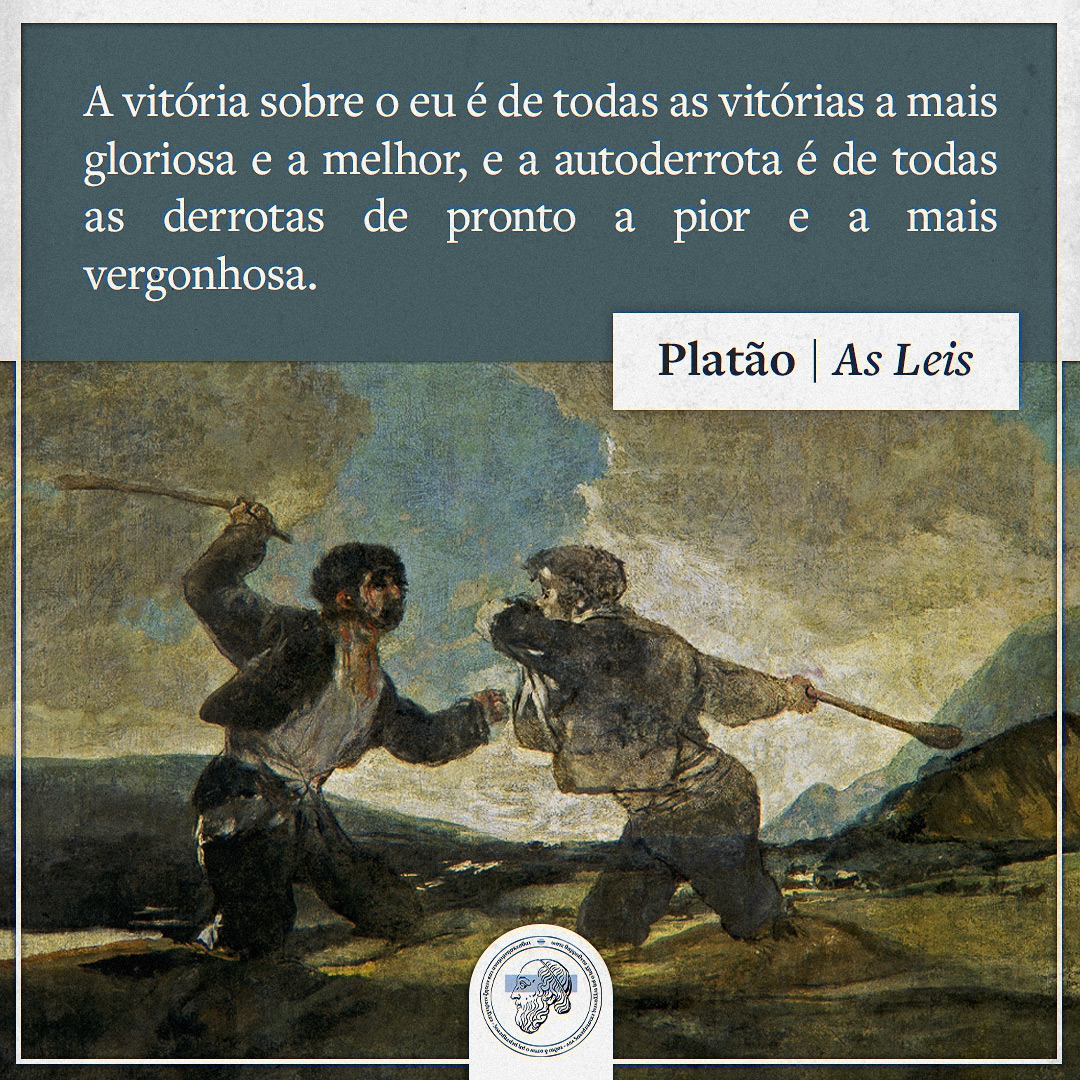 A vitória sobre o eu é de todas as vitórias a mais
gloriosa e a melhor, e a autoderrota é de todas
as derrotas de pronto a pior e a mais
vergonhosa.
Platão | As Leis